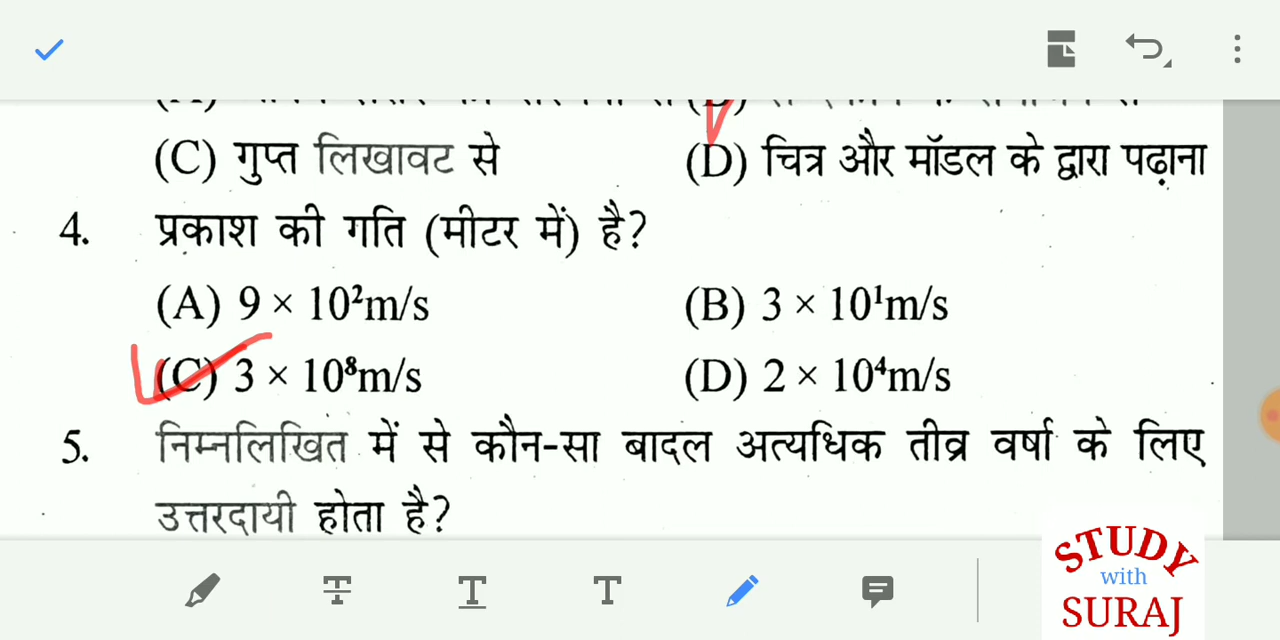 (C) गुप्त लिखावट से (D) चित्र और मॉडल के द्वारा पढ़ाना
4. प्रकाश की गति (मीटर में) है?
(A) 9 × 10²m/s (B) 3 × 10¹m/s
(C) 3 × 10⁸m/s (D) 2 × 10⁴m/s
5. निम्नलिखित में से कौन-सा बादल अत्यधिक तीव्र वर्षा के लिए
उत्तरदायी होता है?
STUDY
with
SURAJ